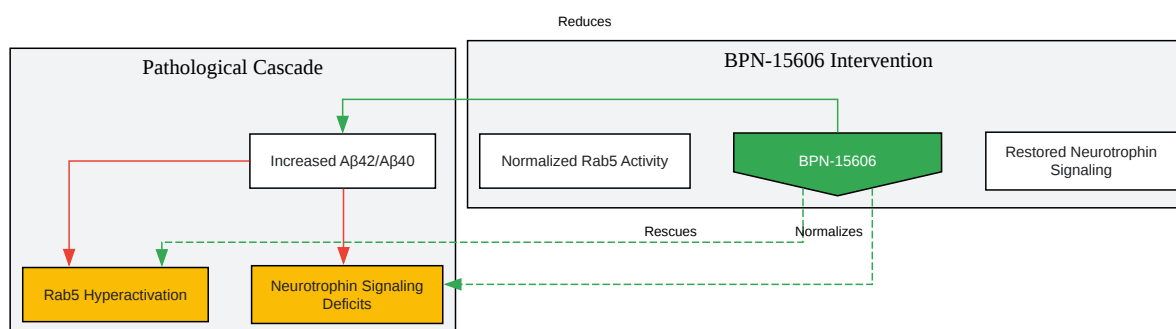 Reduces
Pathological Cascade
BPN-15606 Intervention
Increased Aβ42/Aβ40
Normalized Rab5 Activity
BPN-15606
Restored Neurotrophin
Signaling
Rescues
Normalizes
Rab5 Hyperactivation
Neurotrophin Signaling
Deficits